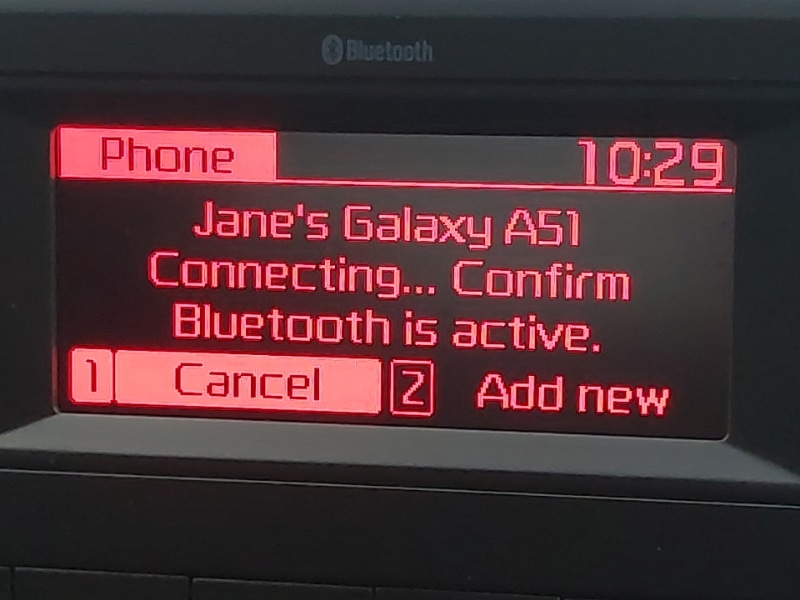 Bluetooth
Phone 10:29
Jane's Galaxy A51
Connecting... Confirm
Bluetooth is active.
1 Cancel 2 Add new